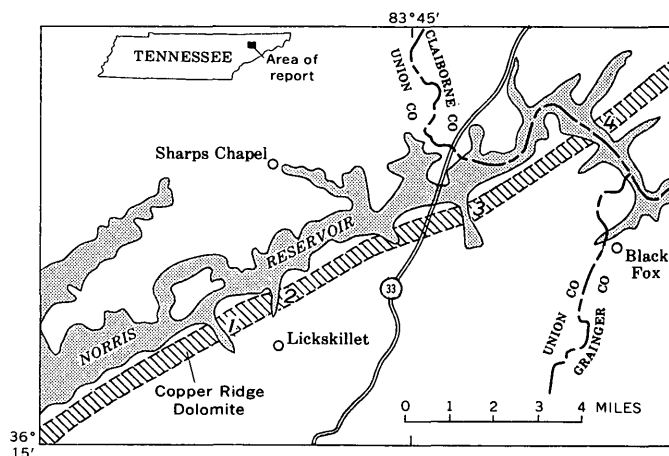 83°45'
TENNESSEE
Area of
report
UNION CO
CLAIBORNE CO
Sharps Chapel
NORRIS RESERVOIR
1
2
3
4
33
Black
Fox
Lickskillet
UNION CO
GRAINGER CO
Copper Ridge
Dolomite
0 1 2 3 4 MILES
36°
15'